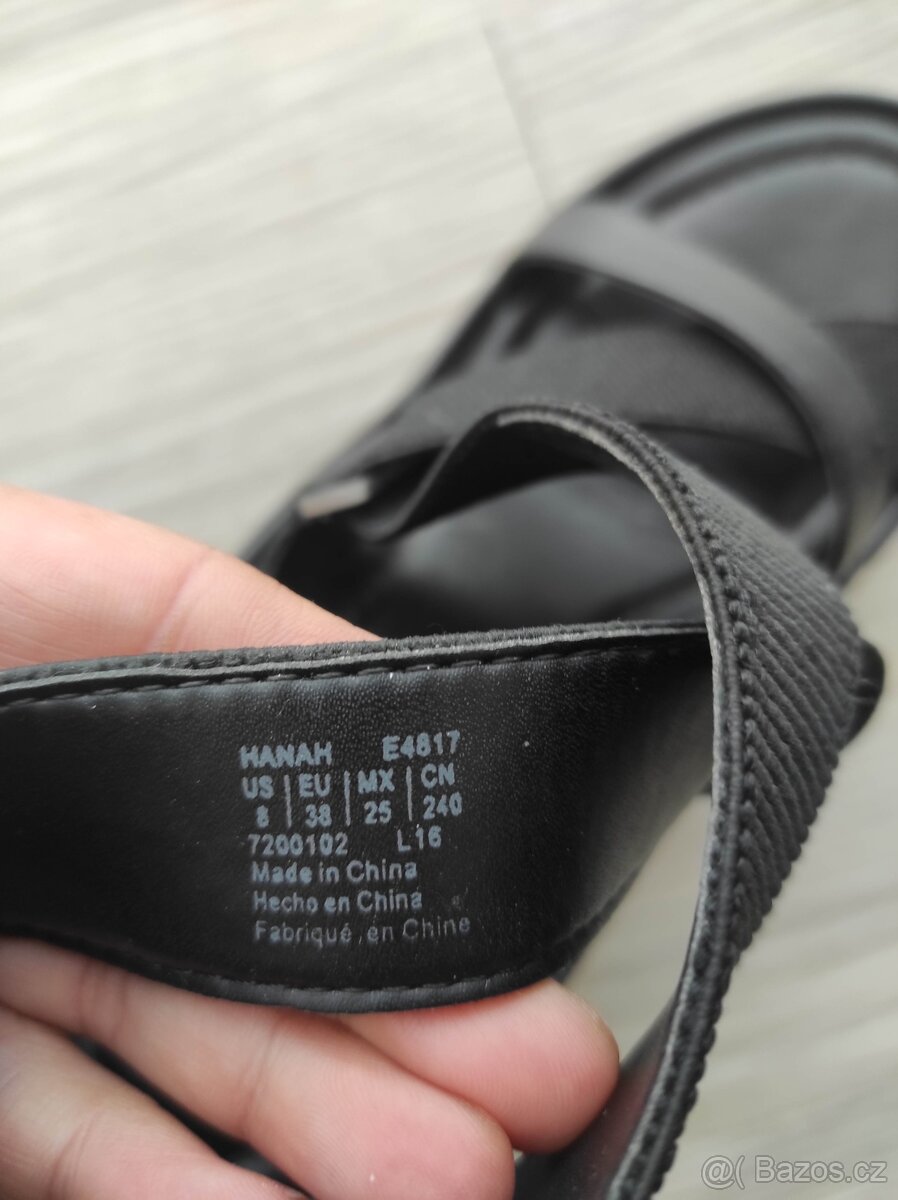 HANAH E4817
US | EU | MX | CN
8 | 38 | 25 | 240
7200102 L16
Made in China
Hecho en China
Fabriqué en Chine
@( Bazos.cz